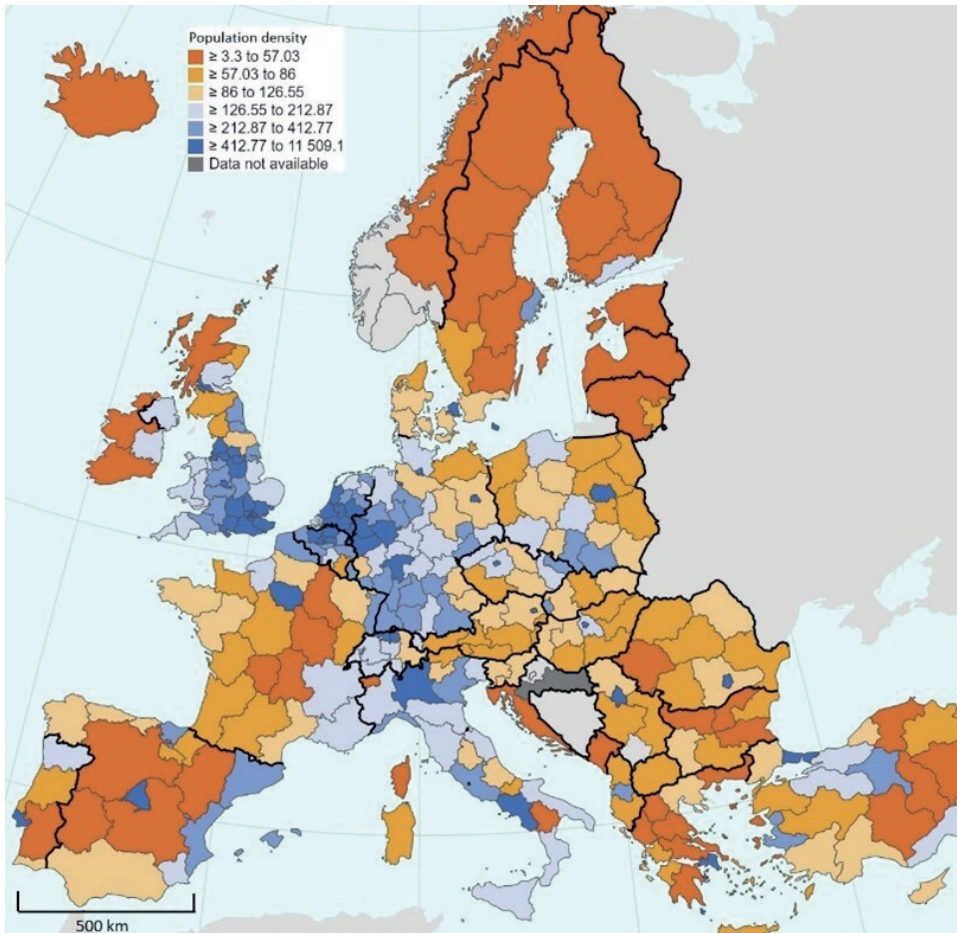 Population density
≥ 3.3 to 57.03
≥ 57.03 to 86
≥ 86 to 126.55
≥ 126.55 to 212.87
≥ 212.87 to 412.77
≥ 412.77 to 11 509.1
Data not available
500 km